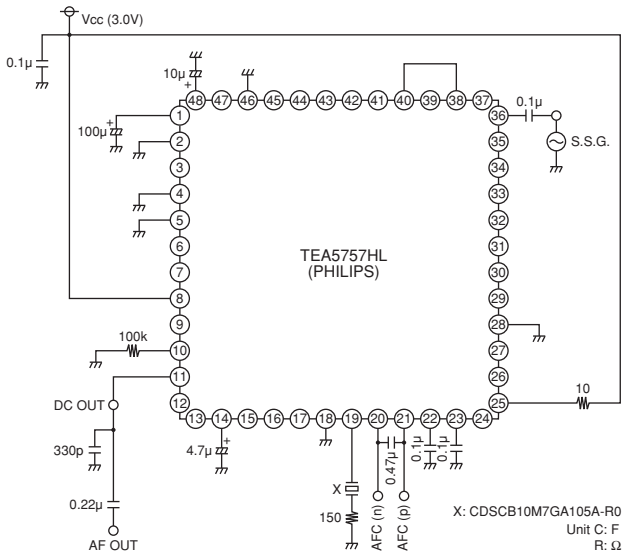 Vcc (3.0V)
0.1µ
10µ
+
48 47 46 45 44 43 42 41 40 39 38 37
100µ
+
1
2
3
4
5
6
7
8
9
10
11
12
36
35
34
33
32
31
30
29
28
27
26
25
0.1µ
S.S.G.
TEA5757HL
(PHILIPS)
100k
10
DC OUT
13 14 15 16 17 18 19 20 21 22 23 24
330p
4.7µ
+
0.47µ
0.1µ
0.1µ
0.22µ
X
150
AFC (n)
AFC (p)
AF OUT
X: CDSCB10M7GA105A-R0
Unit C: F
R: Ω